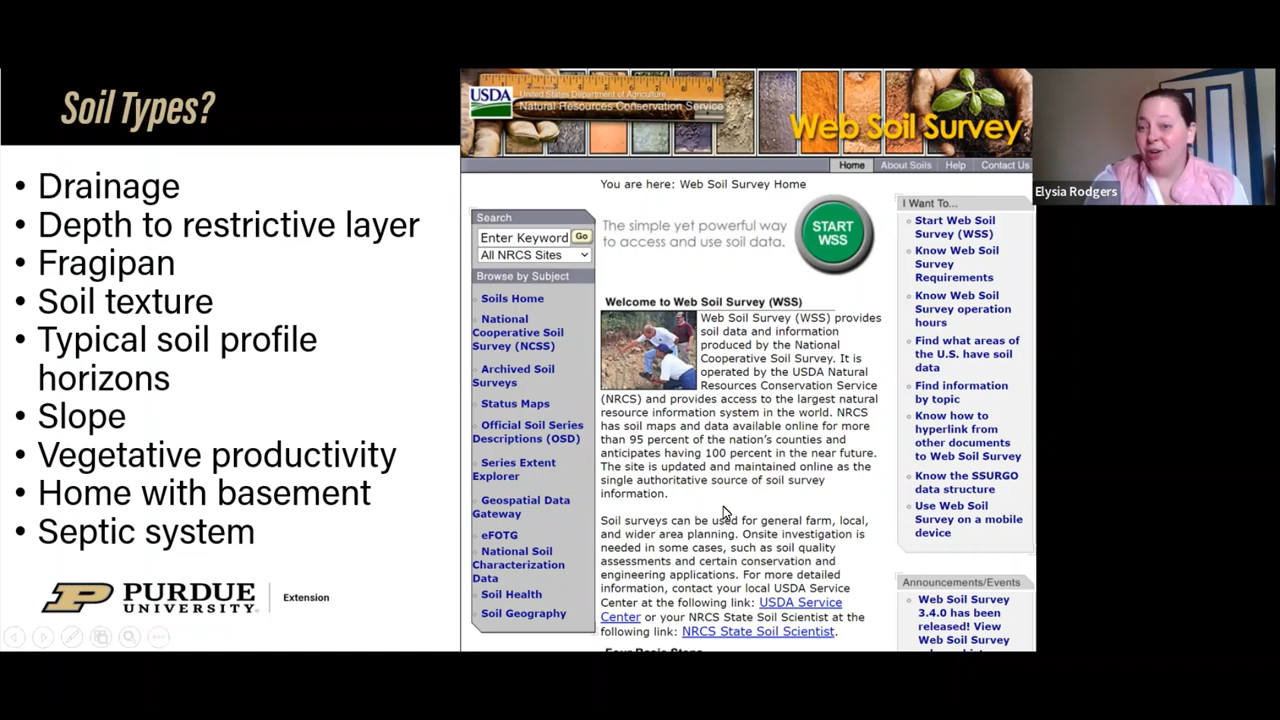 Soil Types?
• Drainage
• Depth to restrictive layer
• Fragipan
• Soil texture
• Typical soil profile
horizons
• Slope
• Vegetative productivity
• Home with basement
• Septic system
PURDUE
UNIVERSITY®
Extension
USDA
United States Department of Agriculture
Natural Resources Conservation Service
Web Soil Survey
Home
About Soils
Help
Contact Us
You are here: Web Soil Survey Home
Search
Enter Keyword
Go
All NRCS Sites
Browse by Subject
Soils Home
National
Cooperative Soil
Survey (NCSS)
Archived Soil
Surveys
Status Maps
Official Soil Series
Descriptions (OSD)
Series Extent
Explorer
Geospatial Data
Gateway
eFOTG
National Soil
Characterization
Data
Soil Health
Soil Geography
The simple yet powerful way
to access and use soil data.
START
WSS
Welcome to Web Soil Survey (WSS)
Web Soil Survey (WSS) provides
soil data and information
produced by the National
Cooperative Soil Survey. It is
operated by the USDA Natural
Resources Conservation Service
(NRCS) and provides access to the largest natural
resource information system in the world. NRCS
has soil maps and data available online for more
than 95 percent of the nation's counties and
anticipates having 100 percent in the near future.
The site is updated and maintained online as the
single authoritative source of soil survey
information.
Soil surveys can be used for general farm, local,
and wider area planning. Onsite investigation is
needed in some cases, such as soil quality
assessments and certain conservation and
engineering applications. For more detailed
information, contact your local USDA Service
Center at the following link: USDA Service
Center or your NRCS State Soil Scientist at the
following link: NRCS State Soil Scientist.
Four Basic Steps
I Want To...
Start Web Soil
Survey (WSS)
Know Web Soil
Survey
Requirements
Know Web Soil
Survey operation
hours
Find what areas of
the U.S. have soil
data
Find information
by topic
Know how to
hyperlink from
other documents
to Web Soil Survey
Know the SSURGO
data structure
Use Web Soil
Survey on a mobile
device
Announcements/Events
Web Soil Survey
3.4.0 has been
released! View
Web Soil Survey
Elysia Rodgers